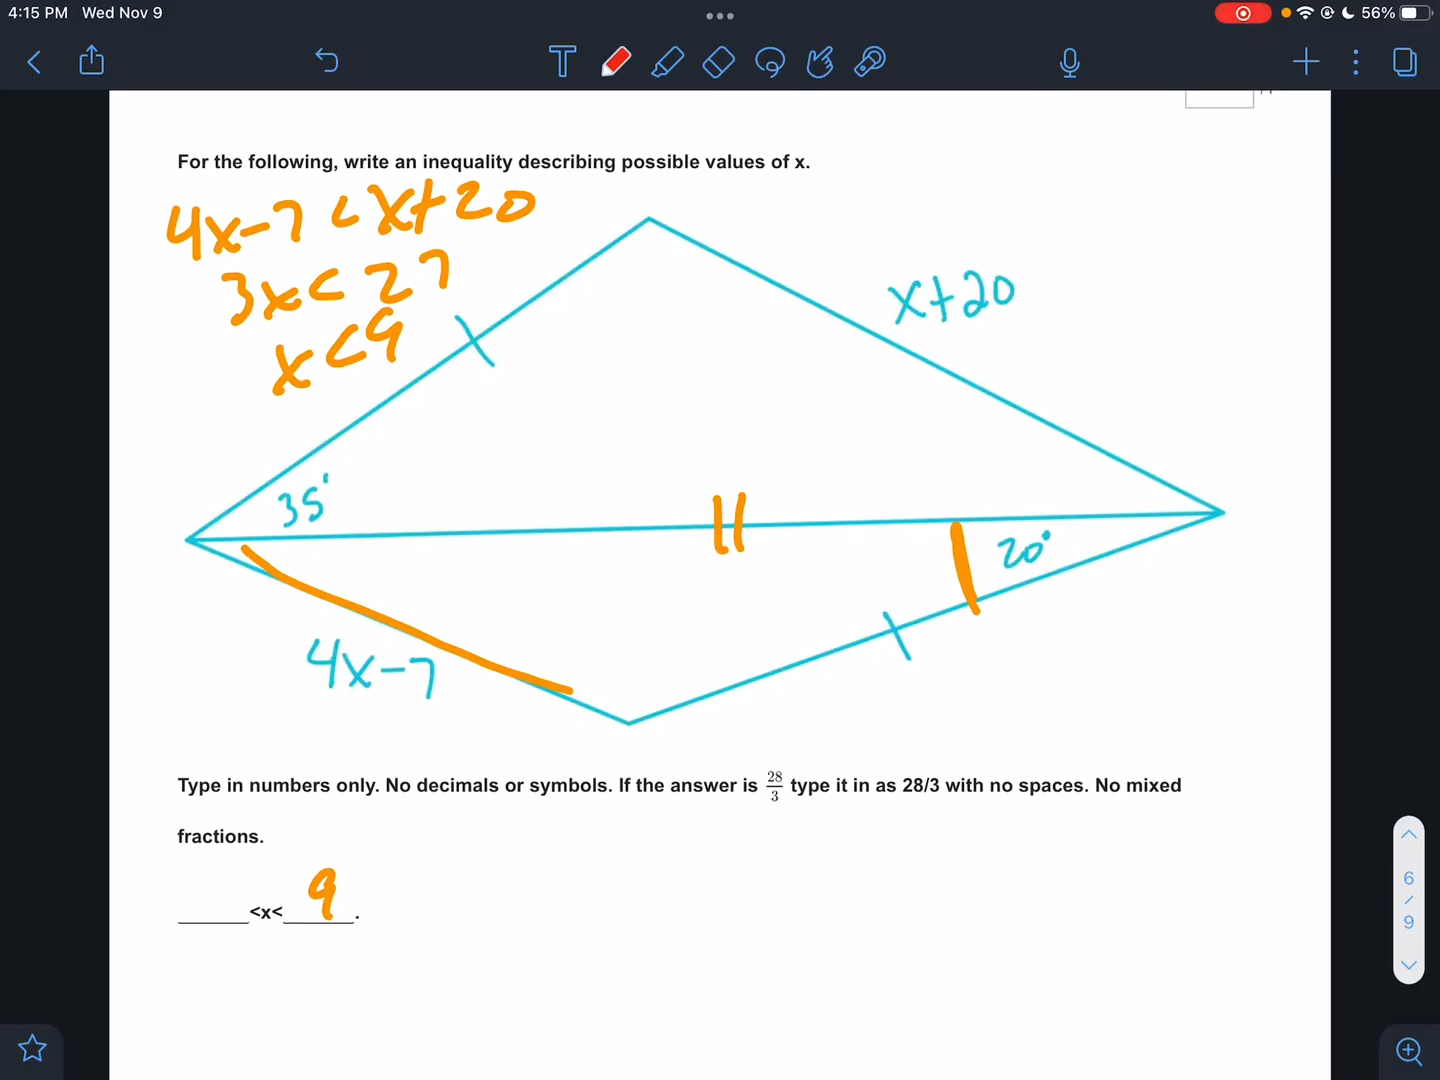 4:15 PM Wed Nov 9
56%
T
For the following, write an inequality describing possible values of x.
4x-7 < x+20
3x < 27
x < 9
x+20
35°
20°
4x-7
Type in numbers only. No decimals or symbols. If the answer is 28/3 type it in as 28/3 with no spaces. No mixed
fractions.
______<x< 9 .
6/9